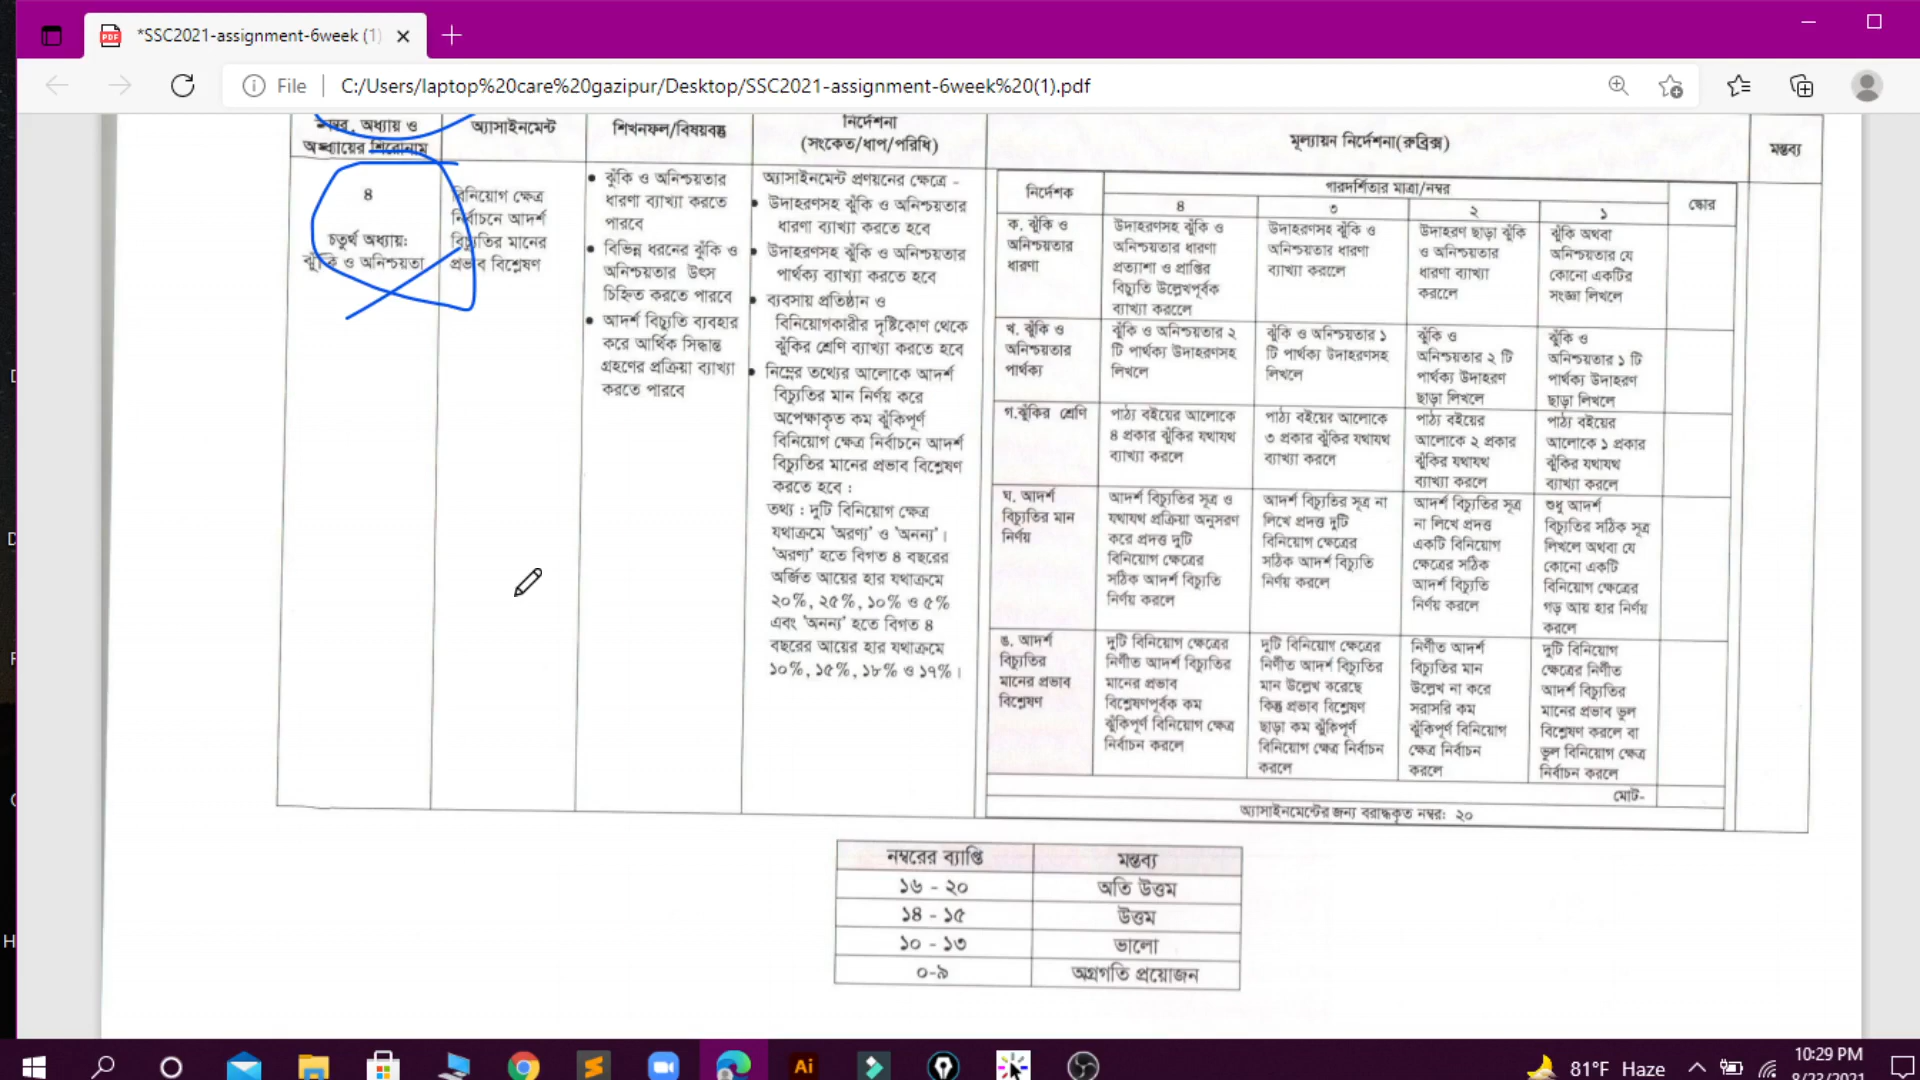 *SSC2021-assignment-6week (1)
File
C:/Users/laptop%20care%20gazipur/Desktop/SSC2021-assignment-6week%20(1).pdf
নম্বর, অধ্যায় ও
অধ্যায়ের শিরোনাম
অ্যাসাইনমেন্ট
শিখনফল/বিষয়বস্তু
নির্দেশনা
(সংকেত/ধাপ/পরিধি)
মূল্যায়ন নির্দেশনা(রুব্রিক্স)
মন্তব্য
৪
চতুর্থ অধ্যায়:
ঝুঁকি ও অনিশ্চয়তা
বিনিয়োগ ক্ষেত্র
নির্বাচনে আদর্শ
বিচ্যুতির মানের
প্রভাব বিশ্লেষণ
• ঝুঁকি ও অনিশ্চয়তার
ধারণা ব্যাখ্যা করতে
পারবে
• বিভিন্ন ধরনের ঝুঁকি ও
অনিশ্চয়তার উৎস
চিহ্নিত করতে পারবে
• আদর্শ বিচ্যুতি ব্যবহার
করে আর্থিক সিদ্ধান্ত
গ্রহণের প্রক্রিয়া ব্যাখ্যা
করতে পারবে
অ্যাসাইনমেন্ট প্রণয়নের ক্ষেত্রে -
• উদাহরণসহ ঝুঁকি ও অনিশ্চয়তার
ধারণা ব্যাখ্যা করতে হবে
• উদাহরণসহ ঝুঁকি ও অনিশ্চয়তার
পার্থক্য ব্যাখ্যা করতে হবে
• ব্যবসায় প্রতিষ্ঠান ও
বিনিয়োগকারীর দৃষ্টিকোণ থেকে
ঝুঁকির শ্রেণি ব্যাখ্যা করতে হবে
• নিম্নের তথ্যের আলোকে আদর্শ
বিচ্যুতির মান নির্ণয় করে
অপেক্ষাকৃত কম ঝুঁকিপূর্ণ
বিনিয়োগ ক্ষেত্র নির্বাচনে আদর্শ
বিচ্যুতির মানের প্রভাব বিশ্লেষণ
করতে হবে :
তথ্য : দুটি বিনিয়োগ ক্ষেত্র
যথাক্রমে 'অরণ্য' ও 'অনন্য'।
'অরণ্য' হতে বিগত ৪ বছরের
অর্জিত আয়ের হার যথাক্রমে
২০%, ২৫%, ১০% ও ৫%
এবং 'অনন্য' হতে বিগত ৪
বছরের আয়ের হার যথাক্রমে
১০%, ১৫%, ১৮% ও ১৭%।
নির্দেশক
পারদর্শিতার মাত্রা/নম্বর
স্কোর
৪
৩
২
১
ক. ঝুঁকি ও
অনিশ্চয়তার
ধারণা
উদাহরণসহ ঝুঁকি ও
অনিশ্চয়তার ধারণা
প্রত্যাশা ও প্রাপ্তির
বিচ্যুতি উল্লেখপূর্বক
ব্যাখ্যা করলে
উদাহরণসহ ঝুঁকি ও
অনিশ্চয়তার ধারণা
ব্যাখ্যা করলে
উদাহরণ ছাড়া ঝুঁকি
ও অনিশ্চয়তার
ধারণা ব্যাখ্যা
করলে
ঝুঁকি অথবা
অনিশ্চয়তার যে
কোনো একটির
সংজ্ঞা লিখলে
খ. ঝুঁকি ও
অনিশ্চয়তার
পার্থক্য
ঝুঁকি ও অনিশ্চয়তার ২
টি পার্থক্য উদাহরণসহ
লিখলে
ঝুঁকি ও অনিশ্চয়তার ১
টি পার্থক্য উদাহরণসহ
লিখলে
ঝুঁকি ও
অনিশ্চয়তার ২ টি
পার্থক্য উদাহরণ
ছাড়া লিখলে
ঝুঁকি ও
অনিশ্চয়তার ১ টি
পার্থক্য উদাহরণ
ছাড়া লিখলে
গ.ঝুঁকির শ্রেণি
পাঠ্য বইয়ের আলোকে
৪ প্রকার ঝুঁকির যথাযথ
ব্যাখ্যা করলে
পাঠ্য বইয়ের আলোকে
৩ প্রকার ঝুঁকির যথাযথ
ব্যাখ্যা করলে
পাঠ্য বইয়ের
আলোকে ২ প্রকার
ঝুঁকির যথাযথ
ব্যাখ্যা করলে
পাঠ্য বইয়ের
আলোকে ১ প্রকার
ঝুঁকির যথাযথ
ব্যাখ্যা করলে
ঘ. আদর্শ
বিচ্যুতির মান
নির্ণয়
আদর্শ বিচ্যুতির সূত্র ও
যথাযথ প্রক্রিয়া অনুসরণ
করে প্রদত্ত দুটি
বিনিয়োগ ক্ষেত্রের
সঠিক আদর্শ বিচ্যুতি
নির্ণয় করলে
আদর্শ বিচ্যুতির সূত্র না
লিখে প্রদত্ত দুটি
বিনিয়োগ ক্ষেত্রের
সঠিক আদর্শ বিচ্যুতি
নির্ণয় করলে
আদর্শ বিচ্যুতির সূত্র
না লিখে প্রদত্ত
একটি বিনিয়োগ
ক্ষেত্রের সঠিক
আদর্শ বিচ্যুতি
নির্ণয় করলে
শুধু আদর্শ
বিচ্যুতির সঠিক সূত্র
লিখলে অথবা যে
কোনো একটি
বিনিয়োগ ক্ষেত্রের
গড় আয় হার নির্ণয়
করলে
ঙ. আদর্শ
বিচ্যুতির
মানের প্রভাব
বিশ্লেষণ
দুটি বিনিয়োগ ক্ষেত্রের
নির্ণীত আদর্শ বিচ্যুতির
মানের প্রভাব
বিশ্লেষণপূর্বক কম
ঝুঁকিপূর্ণ বিনিয়োগ ক্ষেত্র
নির্বাচন করলে
দুটি বিনিয়োগ ক্ষেত্রের
নির্ণীত আদর্শ বিচ্যুতির
মান উল্লেখ করেছে
কিন্তু প্রভাব বিশ্লেষণ
ছাড়া কম ঝুঁকিপূর্ণ
বিনিয়োগ ক্ষেত্র নির্বাচন
করলে
নির্ণীত আদর্শ
বিচ্যুতির মান
উল্লেখ না করে
সরাসরি কম
ঝুঁকিপূর্ণ বিনিয়োগ
ক্ষেত্র নির্বাচন
করলে
দুটি বিনিয়োগ
ক্ষেত্রের নির্ণীত
আদর্শ বিচ্যুতির
মানের প্রভাব ভুল
বিশ্লেষণ করলে বা
ভুল বিনিয়োগ ক্ষেত্র
নির্বাচন করলে
মোট-
অ্যাসাইনমেন্টের জন্য বরাদ্ধকৃত নম্বর: ২০
নম্বরের ব্যাপ্তি
মন্তব্য
১৬ - ২০
অতি উত্তম
১৪ - ১৫
উত্তম
১০ - ১৩
ভালো
০-৯
অগ্রগতি প্রয়োজন
81°F Haze
10:29 PM
8/23/2021